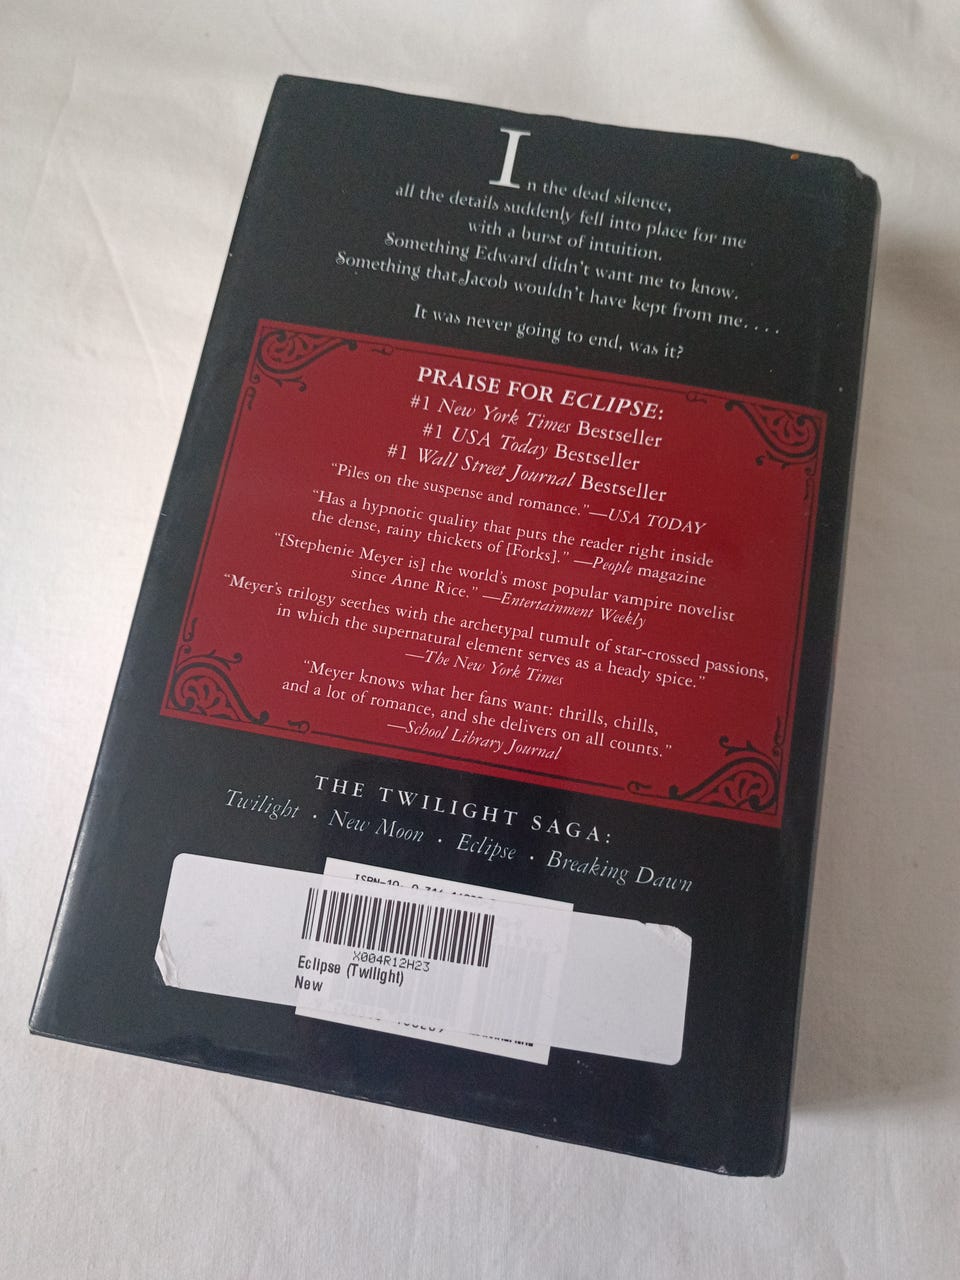 In the dead silence,
all the details suddenly fell into place for me
with a burst of intuition.
Something Edward didn't want me to know.
Something that Jacob wouldn't have kept from me. . . .
It was never going to end, was it?
PRAISE FOR ECLIPSE:
#1 New York Times Bestseller
#1 USA Today Bestseller
#1 Wall Street Journal Bestseller
"Piles on the suspense and romance."—USA TODAY
"Has a hypnotic quality that puts the reader right inside
the dense, rainy thickets of [Forks]." —People magazine
"[Stephenie Meyer is] the world's most popular vampire novelist
since Anne Rice." —Entertainment Weekly
"Meyer's trilogy seethes with the archetypal tumult of star-crossed passions,
in which the supernatural element serves as a heady spice."
—The New York Times
"Meyer knows what her fans want: thrills, chills,
and a lot of romance, and she delivers on all counts."
—School Library Journal
THE TWILIGHT SAGA:
Twilight · New Moon · Eclipse · Breaking Dawn
ISBN-10:
X004R12H23
Eclipse (Twilight)
New